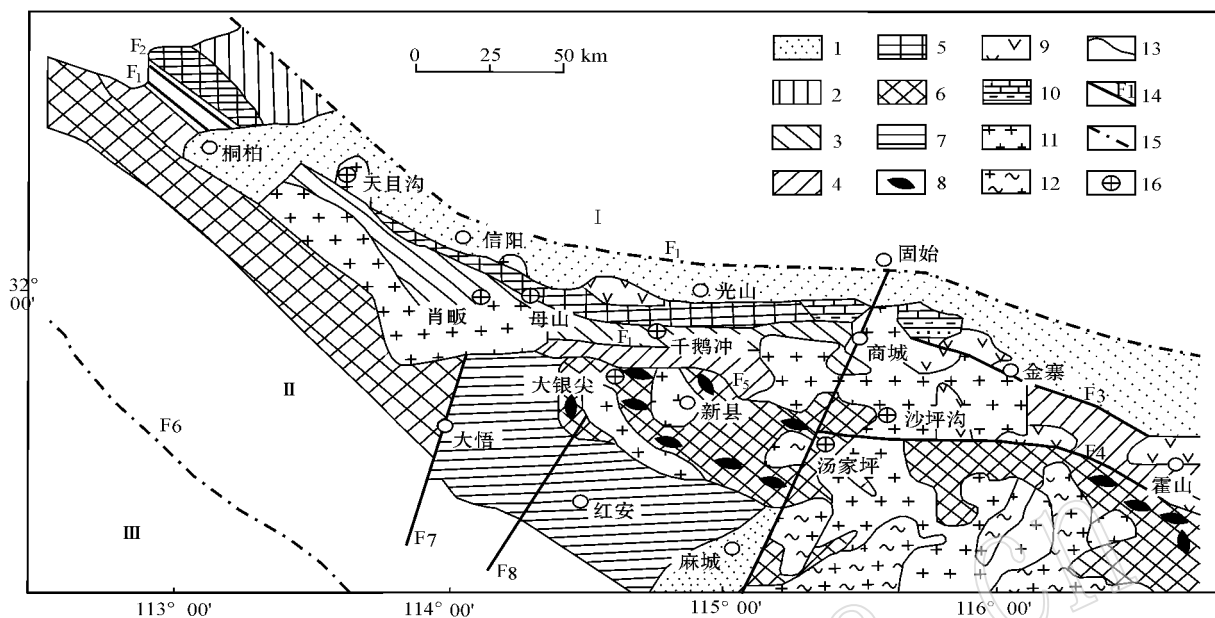 F2
F1
0 25 50 km
1 5 9 13
2 6 10 F1 14
3 7 11 15
4 8 12 16
桐柏
天目沟
I
信阳
F1
固始
32°
00'
光山
肖畈
母山
F1
千鹅冲
商城
金寨
II
大银尖
F5
新县
沙坪沟
F3
F6
大悟
汤家坪
F4
霍山
III
红安
F7
麻城
F8
113° 00'
114° 00'
115° 00'
116° 00'